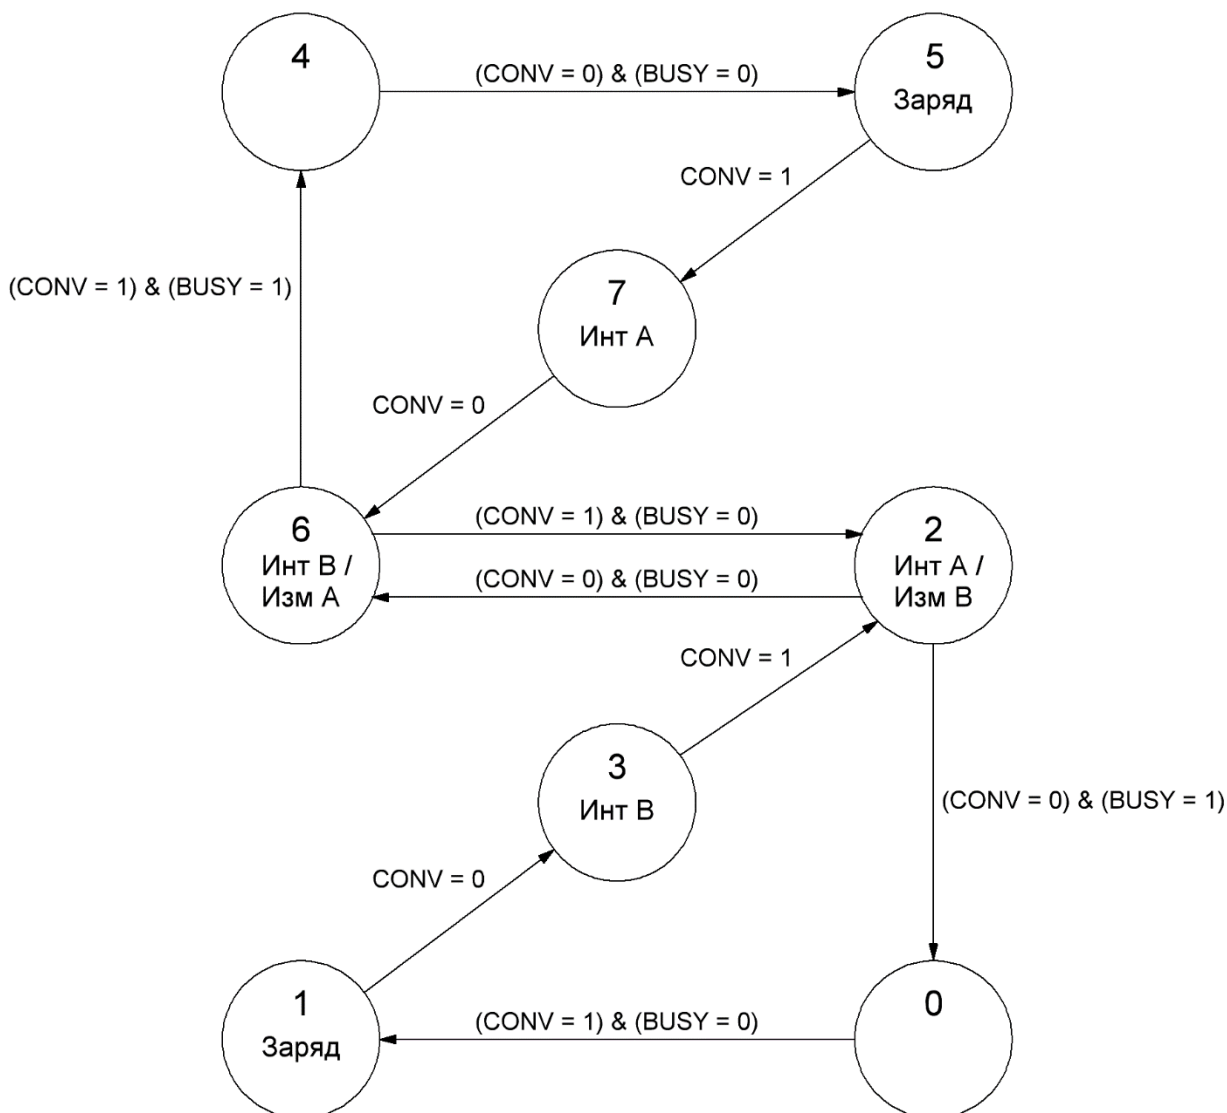 4
(CONV = 0) & (BUSY = 0)
5
Заряд
CONV = 1
(CONV = 1) & (BUSY = 1)
7
Инт А
CONV = 0
6
Инт В /
Изм А
(CONV = 1) & (BUSY = 0)
(CONV = 0) & (BUSY = 0)
2
Инт А /
Изм В
CONV = 1
3
Инт В
(CONV = 0) & (BUSY = 1)
CONV = 0
1
Заряд
(CONV = 1) & (BUSY = 0)
0